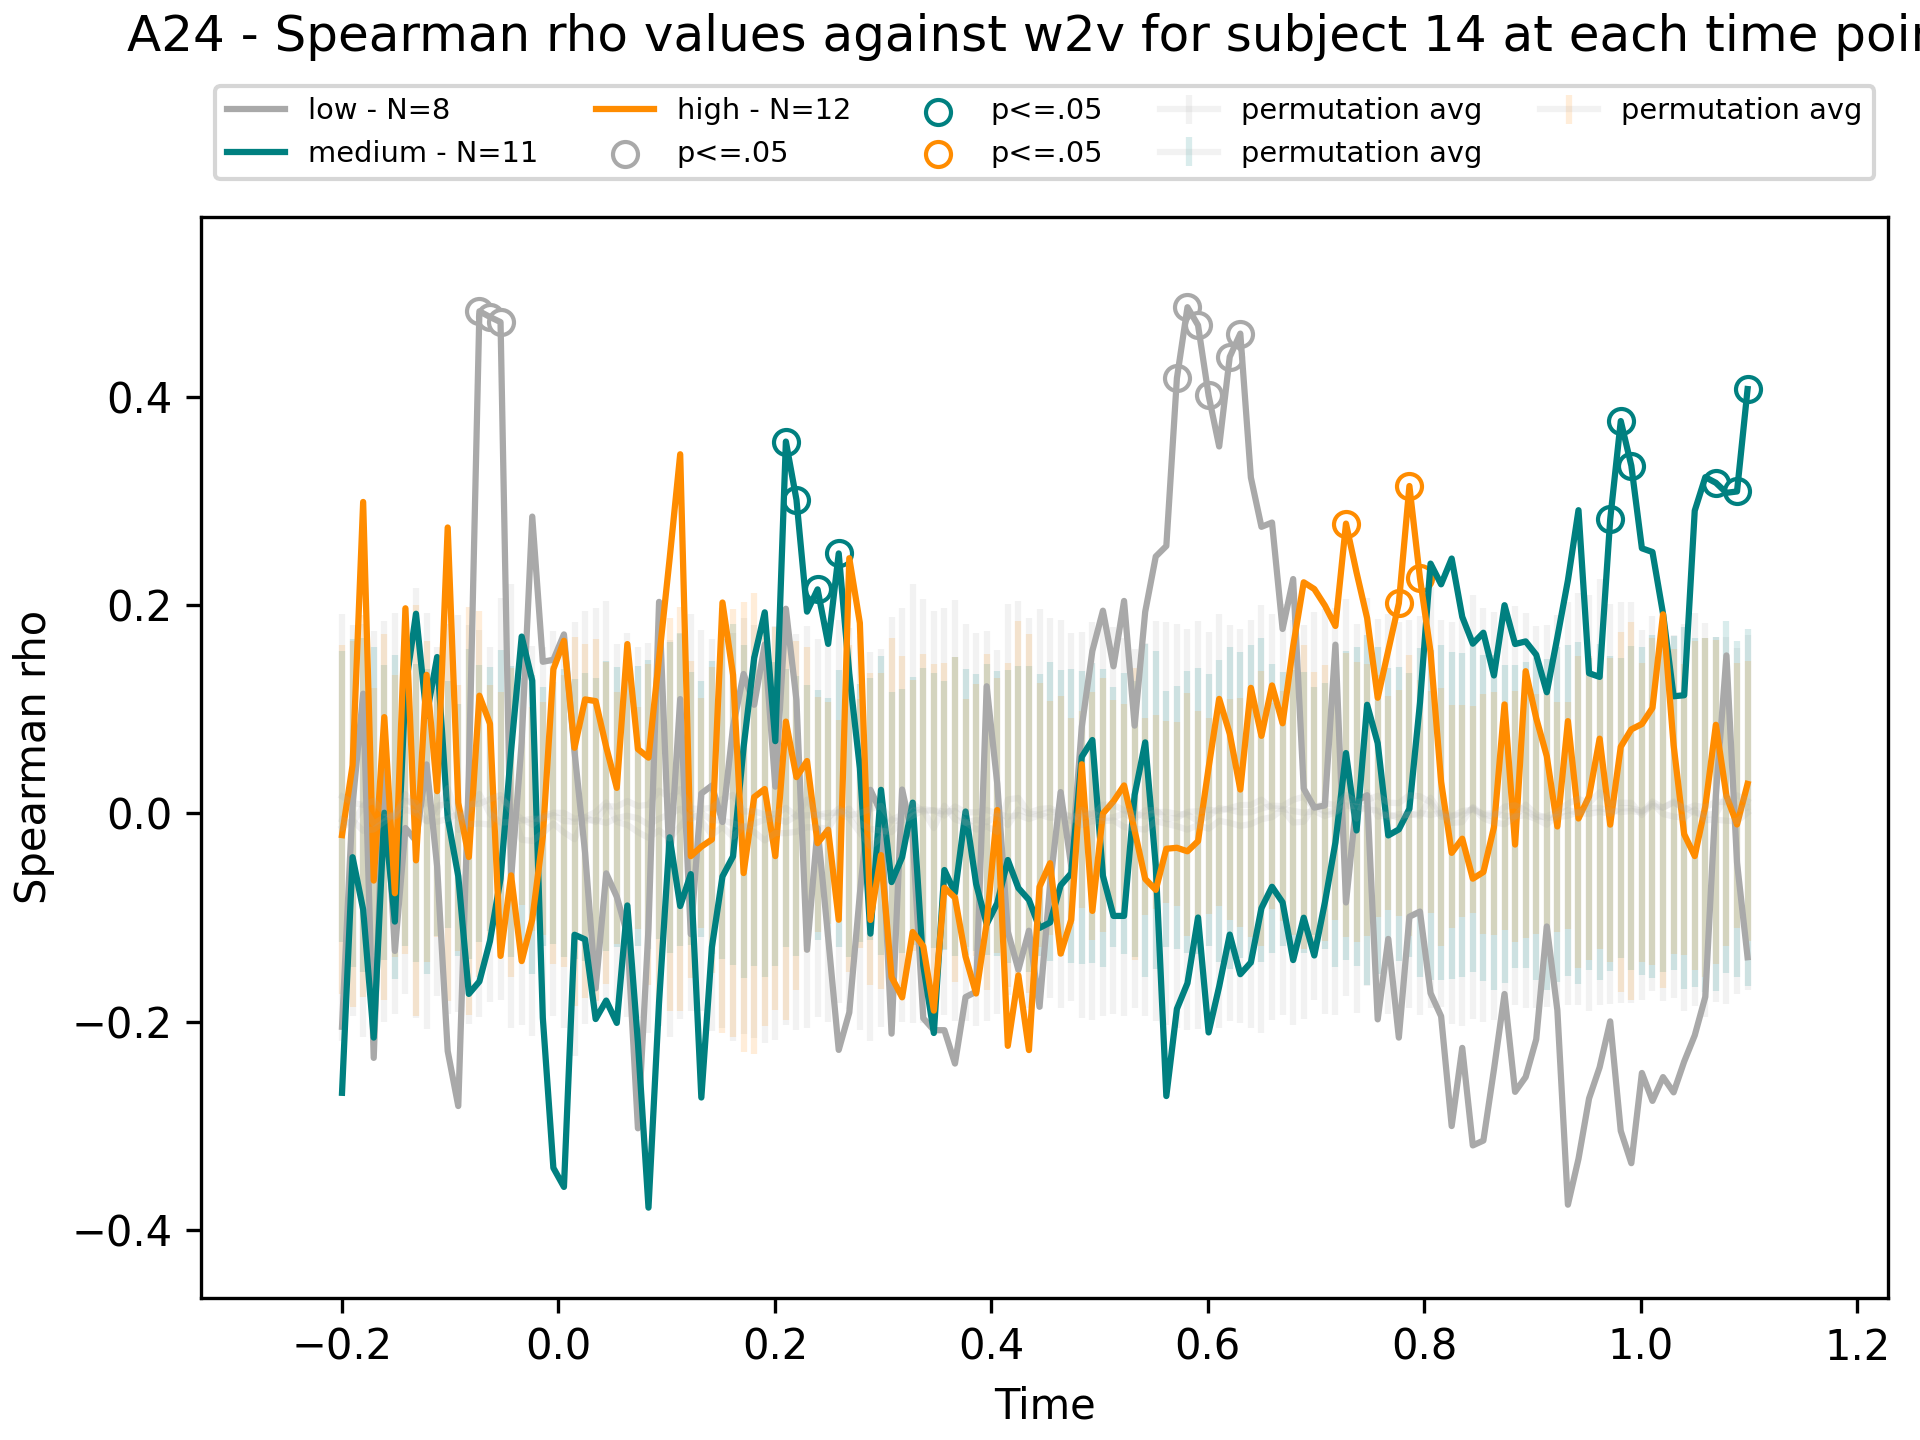 A24 - Spearman rho values against w2v for subject 14 at each time poi
low - N=8
medium - N=11
high - N=12
p<=.05
p<=.05
p<=.05
permutation avg
permutation avg
permutation avg
Spearman rho
0.4
0.2
0.0
−0.2
−0.4
−0.2 0.0 0.2 0.4 0.6 0.8 1.0 1.2
Time